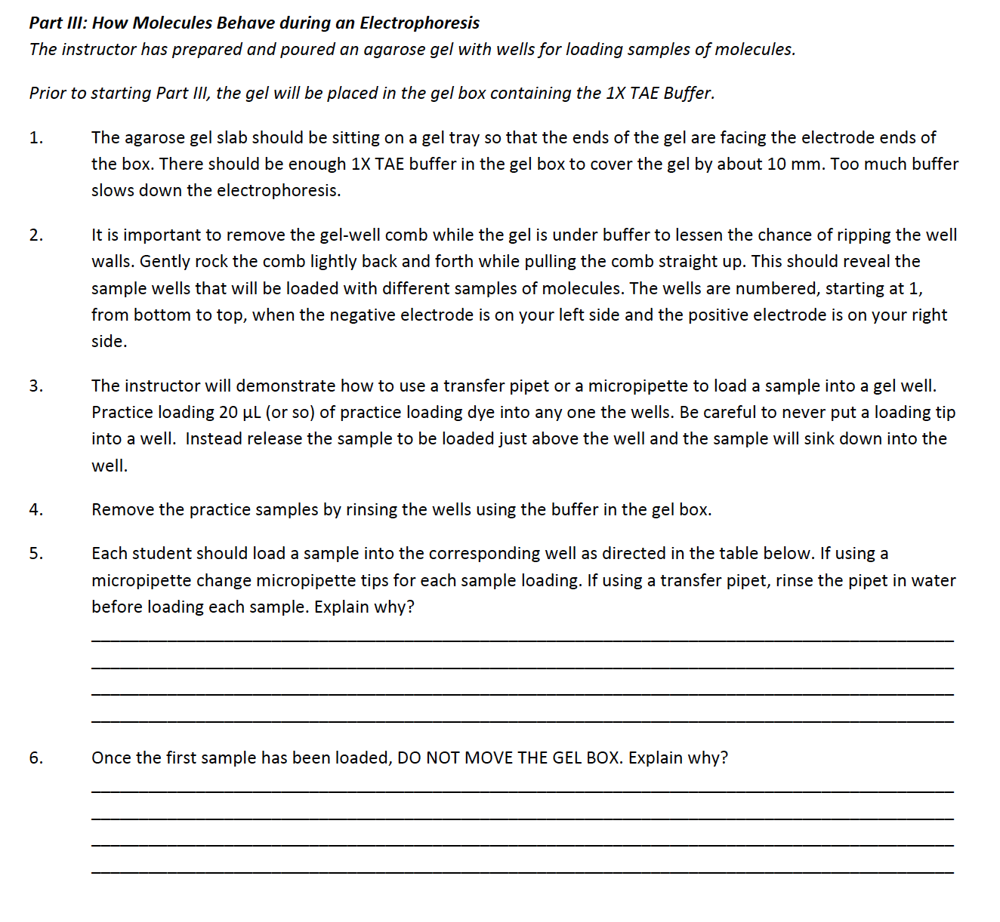 Part III: How Molecules Behave during an Electrophoresis
The instructor has prepared and poured an agarose gel with wells for loading samples of molecules.
Prior to starting Part III, the gel will be placed in the gel box containing the 1X TAE Buffer.
1. The agarose gel slab should be sitting on a gel tray so that the ends of the gel are facing the electrode ends of
the box. There should be enough 1X TAE buffer in the gel box to cover the gel by about 10 mm. Too much buffer
slows down the electrophoresis.
2. It is important to remove the gel-well comb while the gel is under buffer to lessen the chance of ripping the well
walls. Gently rock the comb lightly back and forth while pulling the comb straight up. This should reveal the
sample wells that will be loaded with different samples of molecules. The wells are numbered, starting at 1,
from bottom to top, when the negative electrode is on your left side and the positive electrode is on your right
side.
3. The instructor will demonstrate how to use a transfer pipet or a micropipette to load a sample into a gel well.
Practice loading 20 µL (or so) of practice loading dye into any one the wells. Be careful to never put a loading tip
into a well.  Instead release the sample to be loaded just above the well and the sample will sink down into the
well.
4. Remove the practice samples by rinsing the wells using the buffer in the gel box.
5. Each student should load a sample into the corresponding well as directed in the table below. If using a
micropipette change micropipette tips for each sample loading. If using a transfer pipet, rinse the pipet in water
before loading each sample. Explain why?
6. Once the first sample has been loaded, DO NOT MOVE THE GEL BOX. Explain why?